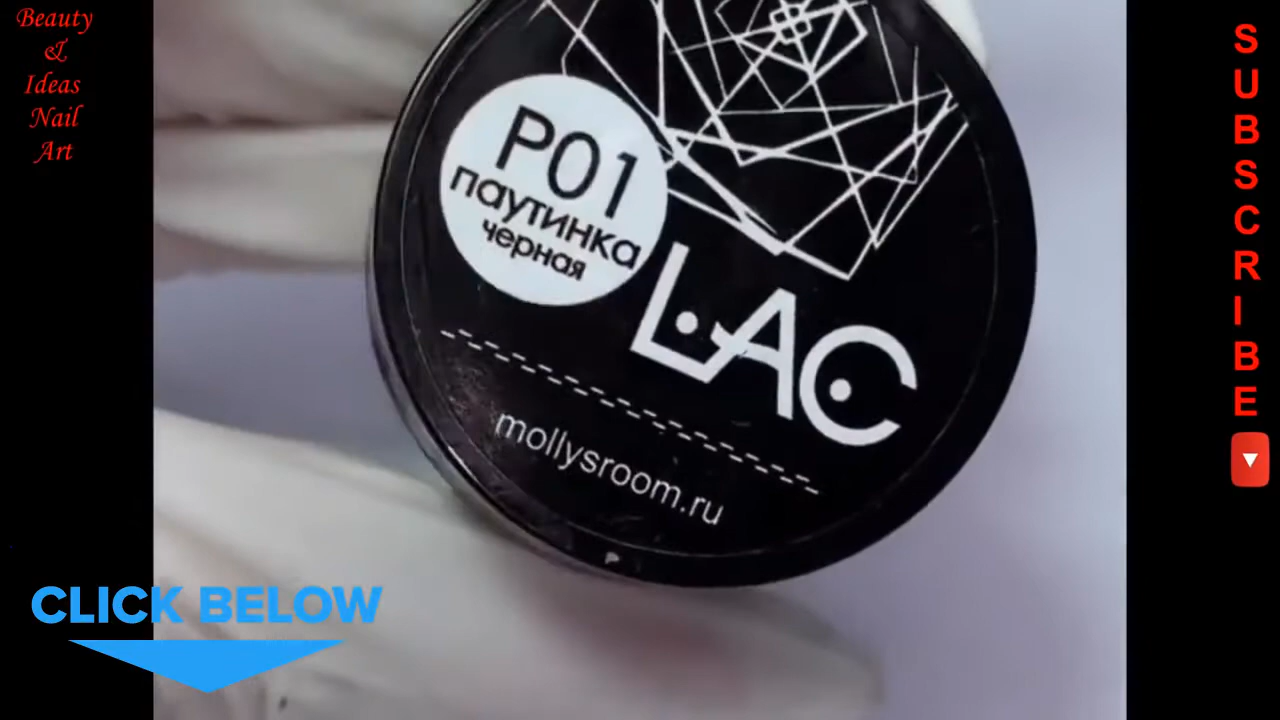 Beauty
&
Ideas
Nail
Art
P01
паутинка
черная
LAC
mollysroom.ru
P
CLICK BELOW
SUBSCRIBE